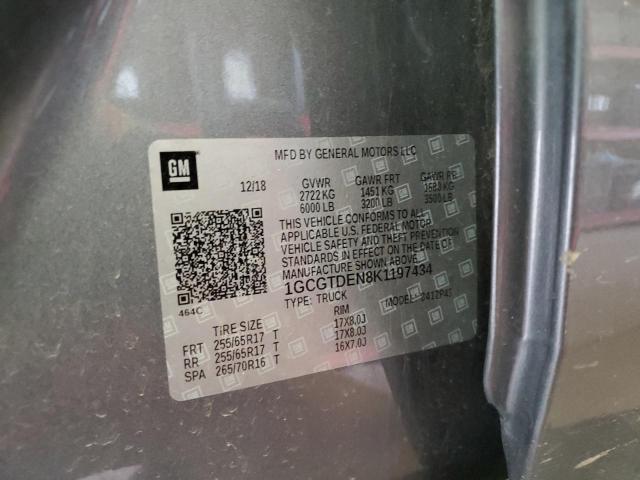 GM
MFD BY GENERAL MOTORS LLC
12/18 GVWR GAWR FRT GAWR RR
2722 KG 1451 KG 1588 KG
6000 LB 3200 LB 3500 LB
THIS VEHICLE CONFORMS TO ALL
APPLICABLE U.S. FEDERAL MOTOR
VEHICLE SAFETY AND THEFT PREVENTION
STANDARDS IN EFFECT ON THE DATE OF
MANUFACTURE SHOWN ABOVE.
1GCGTDEN8K1197434
464C
TYPE: TRUCK MODEL:
TIRE SIZE RIM
FRT 255/65R17 T 17X8.0J
RR 255/65R17 T 17X8.0J
SPA 265/70R16 T 16X7.0J